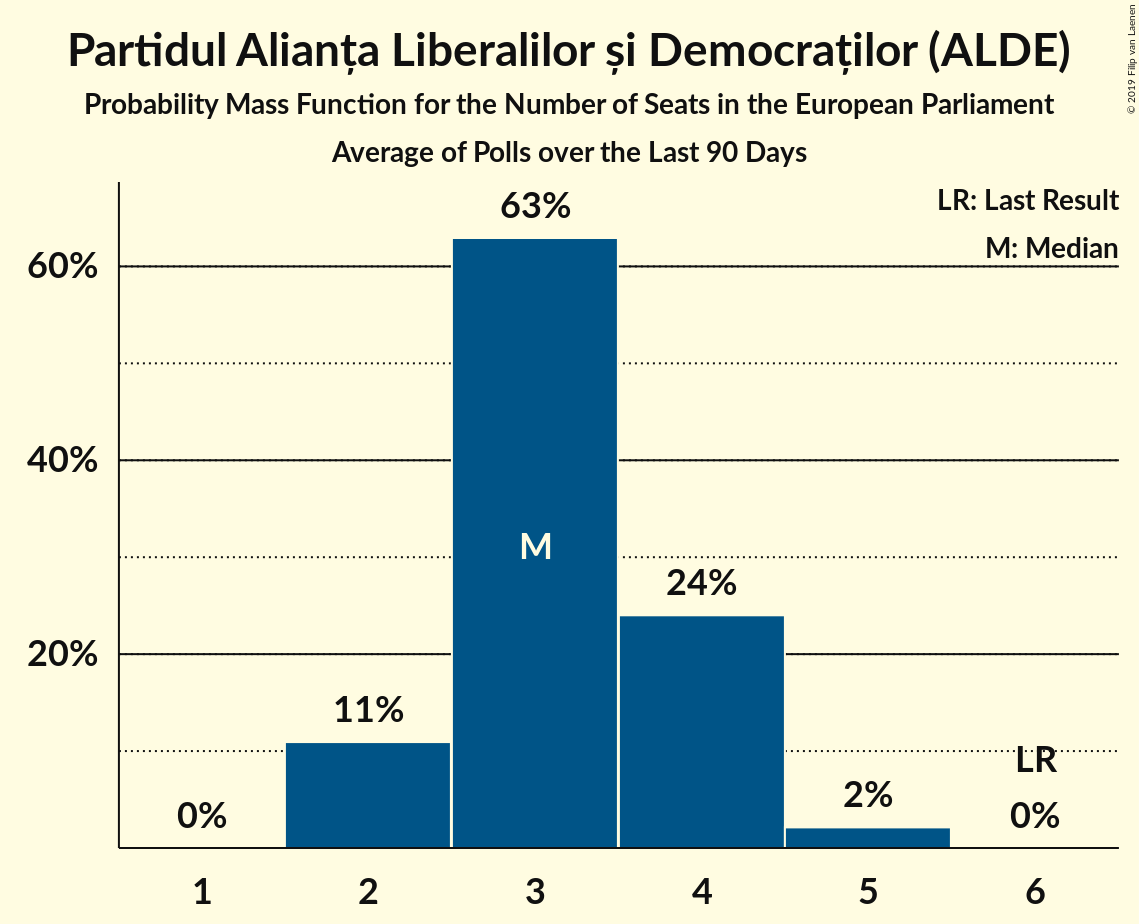 Partidul Alianța Liberalilor și Democraților (ALDE)
Probability Mass Function for the Number of Seats in the European Parliament
Average of Polls over the Last 90 Days
© 2019 Filip van Laenen
LR: Last Result
M: Median
63%
60%
40%
M
24%
20%
11%
LR
2%
0%
0%
1 2 3 4 5 6